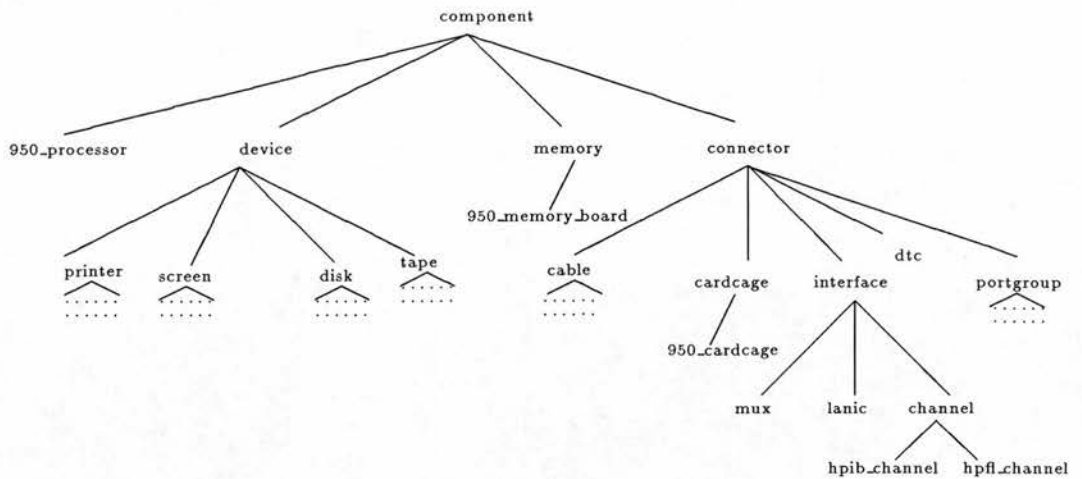 component
950_processor device memory connector
950_memory_board
printer screen disk tape cable cardcage interface dtc portgroup
950_cardcage
mux lanic channel
hpib_channel hpfl_channel